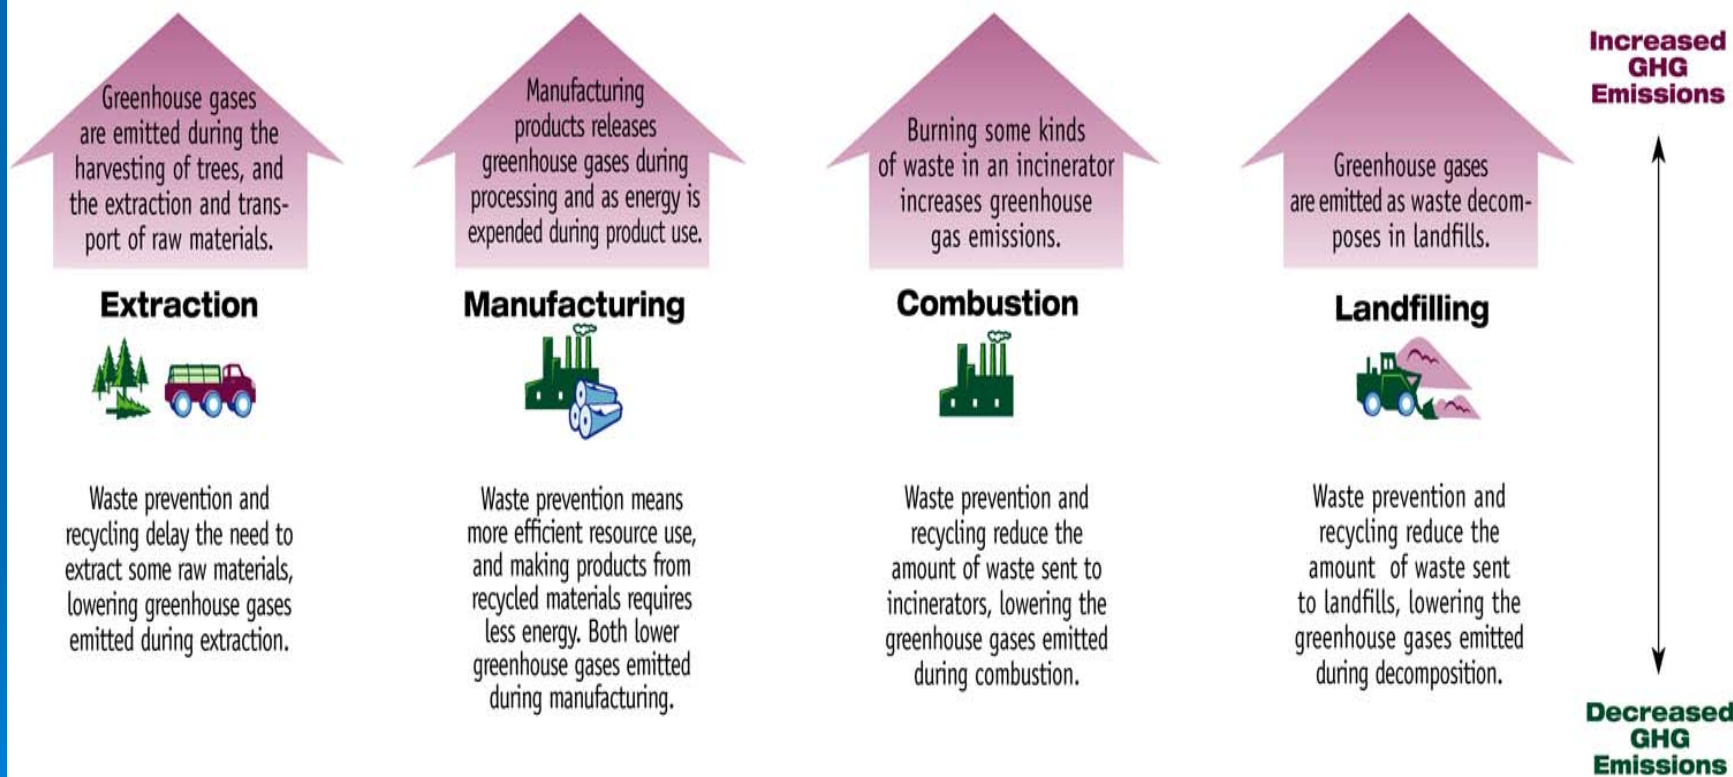 Greenhouse gases
are emitted during the
harvesting of trees, and
the extraction and trans-
port of raw materials.
Manufacturing
products releases
greenhouse gases during
processing and as energy is
expended during product use.
Burning some kinds
of waste in an incinerator
increases greenhouse
gas emissions.
Greenhouse gases
are emitted as waste decom-
poses in landfills.
Increased
GHG
Emissions
Extraction
Manufacturing
Combustion
Landfilling
Waste prevention and
recycling delay the need to
extract some raw materials,
lowering greenhouse gases
emitted during extraction.
Waste prevention means
more efficient resource use,
and making products from
recycled materials requires
less energy. Both lower
greenhouse gases emitted
during manufacturing.
Waste prevention and
recycling reduce the
amount of waste sent to
incinerators, lowering the
greenhouse gases emitted
during combustion.
Waste prevention and
recycling reduce the
amount of waste sent
to landfills, lowering the
greenhouse gases emitted
during decomposition.
Decreased
GHG
Emissions